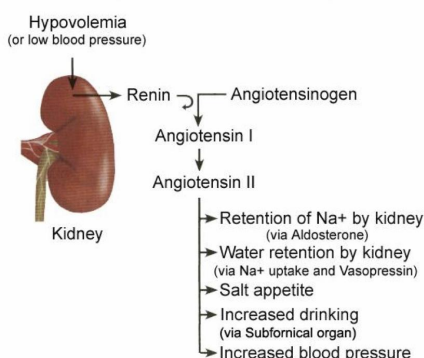 Hypovolemia
(or low blood pressure)
Renin
Angiotensinogen
Angiotensin I
Angiotensin II
Kidney
Retention of Na+ by kidney
(via Aldosterone)
Water retention by kidney
(via Na+ uptake and Vasopressin)
Salt appetite
Increased drinking
(via Subfornical organ)
Increased blood pressure